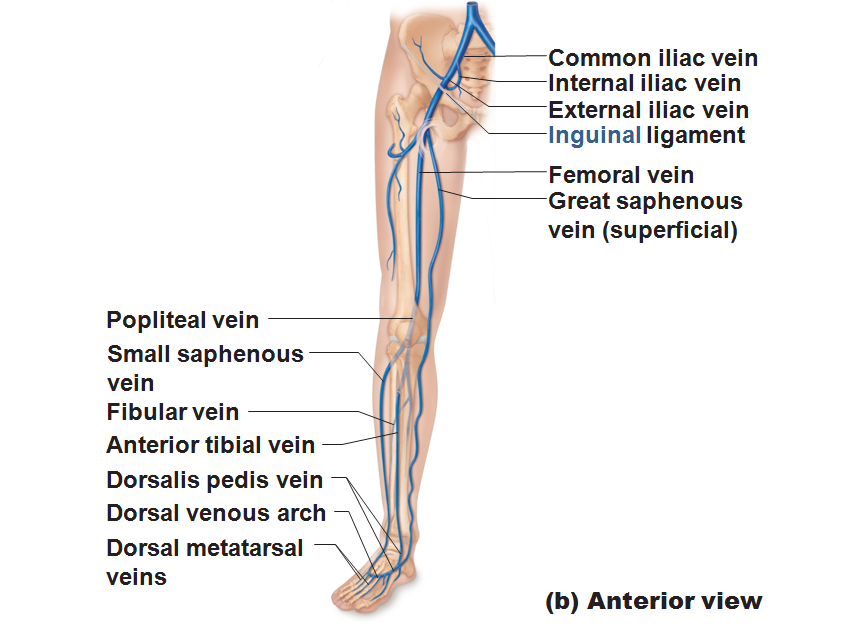 Common iliac vein
Internal iliac vein
External iliac vein
Inguinal ligament
Femoral vein
Great saphenous
vein (superficial)
Popliteal vein
Small saphenous
vein
Fibular vein
Anterior tibial vein
Dorsalis pedis vein
Dorsal venous arch
Dorsal metatarsal
veins
(b) Anterior view